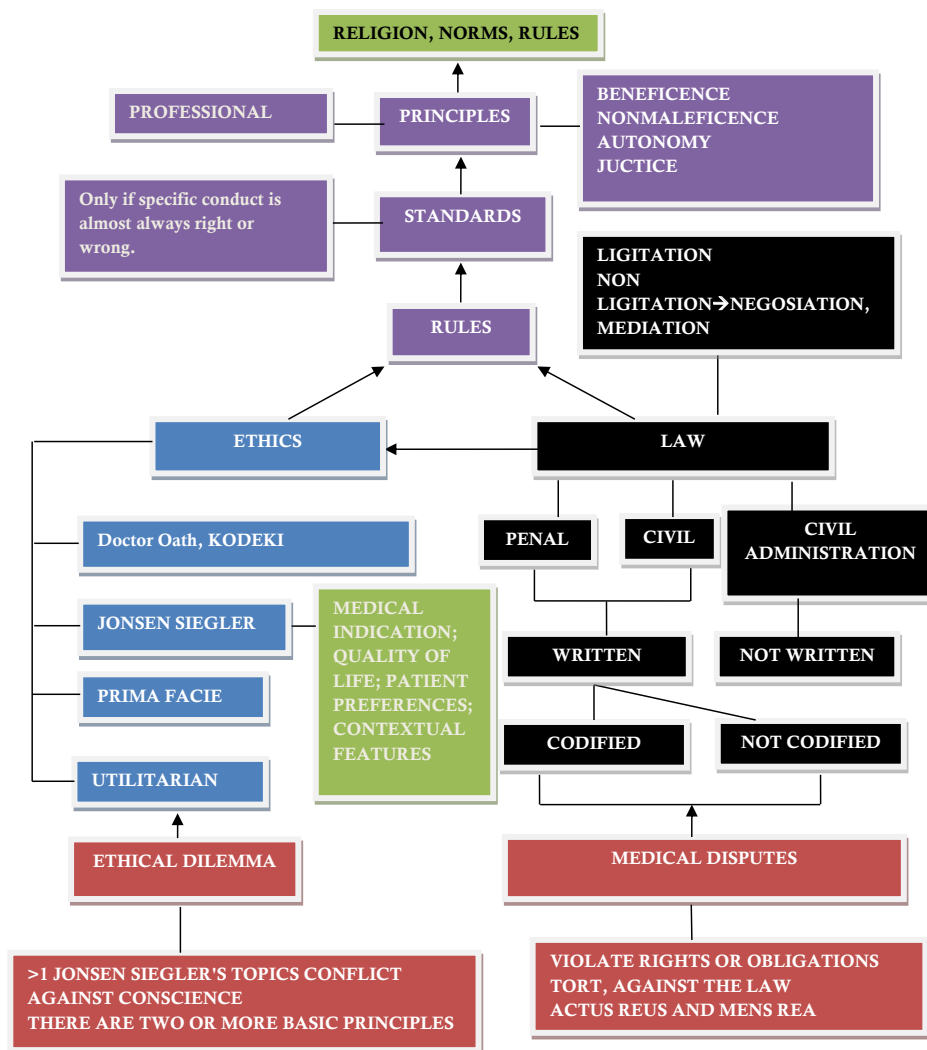 RELIGION, NORMS, RULES
PROFESSIONAL
PRINCIPLES
BENEFICENCE
NONMALEFICENCE
AUTONOMY
JUCTICE
Only if specific conduct is
almost always right or
wrong.
STANDARDS
LIGITATION
NON
LIGITATION→NEGOSIATION,
MEDIATION
RULES
ETHICS
LAW
Doctor Oath, KODEKI
PENAL
CIVIL
CIVIL
ADMINISTRATION
JONSEN SIEGLER
MEDICAL
INDICATION;
QUALITY OF
LIFE; PATIENT
PREFERENCES;
CONTEXTUAL
FEATURES
WRITTEN
NOT WRITTEN
PRIMA FACIE
CODIFIED
NOT CODIFIED
UTILITARIAN
ETHICAL DILEMMA
MEDICAL DISPUTES
>1 JONSEN SIEGLER'S TOPICS CONFLICT
AGAINST CONSCIENCE
THERE ARE TWO OR MORE BASIC PRINCIPLES
VIOLATE RIGHTS OR OBLIGATIONS
TORT, AGAINST THE LAW
ACTUS REUS AND MENS REA